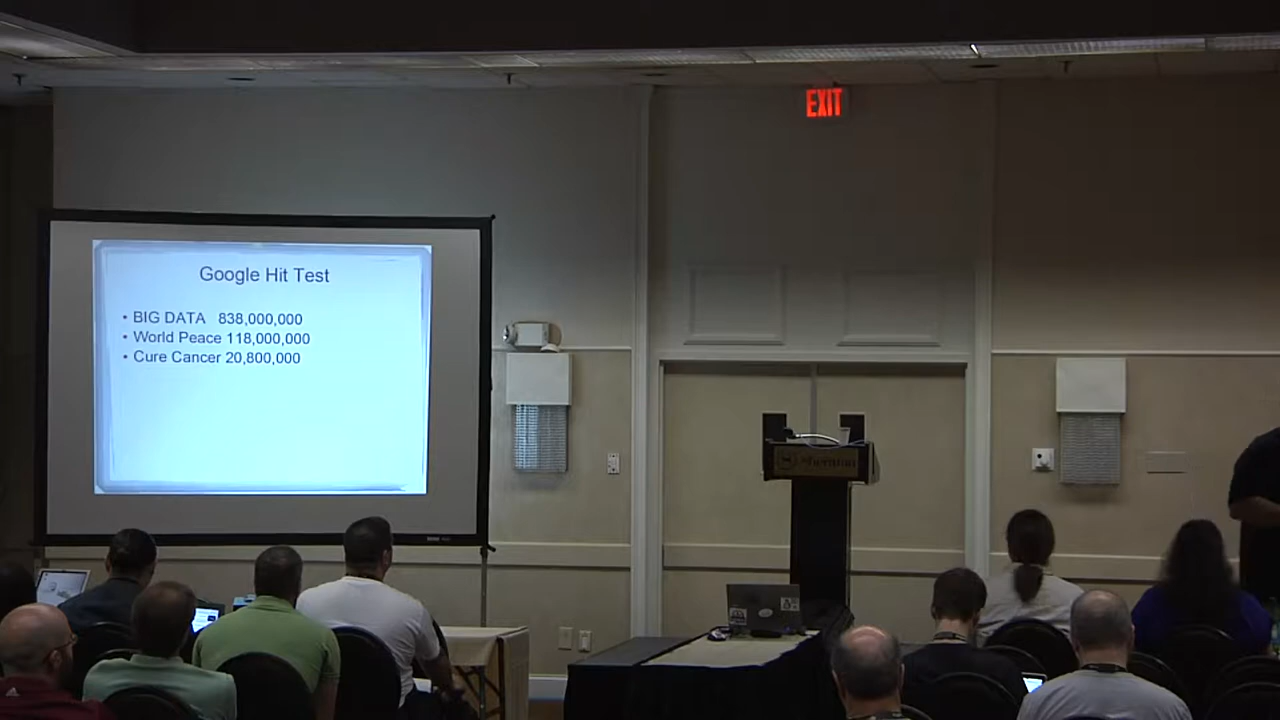 EXIT
Google Hit Test
• BIG DATA 838,000,000
• World Peace 118,000,000
• Cure Cancer 20,800,000
Sheraton